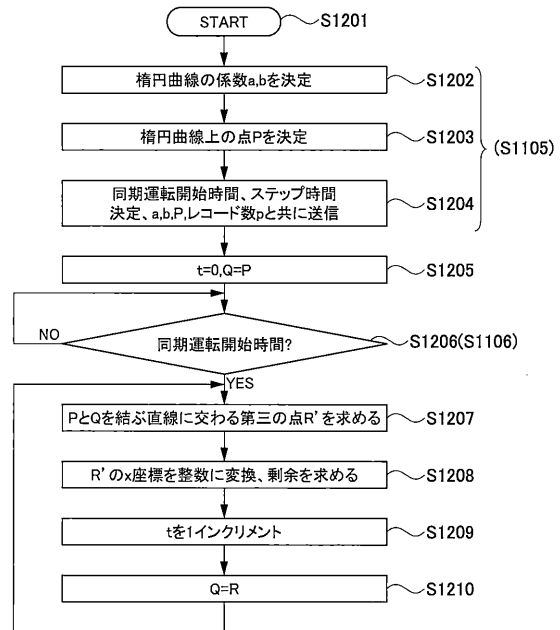 START
S1201
楕円曲線の係数a,bを決定
S1202
楕円曲線上の点Pを決定
S1203
(S1105)
同期運転開始時間、ステップ時間
決定、a,b,P,レコード数pと共に送信
S1204
t=0,Q=P
S1205
NO
同期運転開始時間?
S1206(S1106)
YES
PとQを結ぶ直線に交わる第三の点R'を求める
S1207
R'のx座標を整数に変換、剰余を求める
S1208
tを1インクリメント
S1209
Q=R
S1210